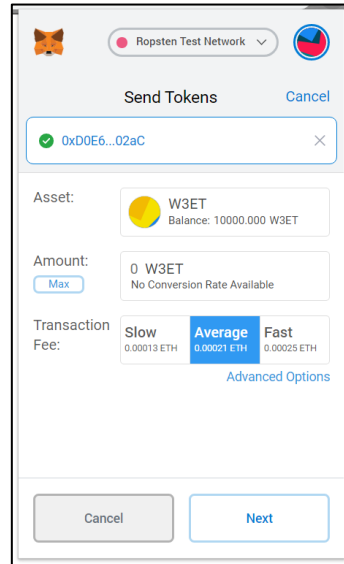 Ropsten Test Network
Send Tokens
Cancel
0xD0E6...02aC
Asset:
W3ET
Balance: 10000.000 W3ET
Amount:
Max
0 W3ET
No Conversion Rate Available
Transaction
Fee:
Slow
0.00013 ETH
Average
0.00021 ETH
Fast
0.00025 ETH
Advanced Options
Cancel
Next